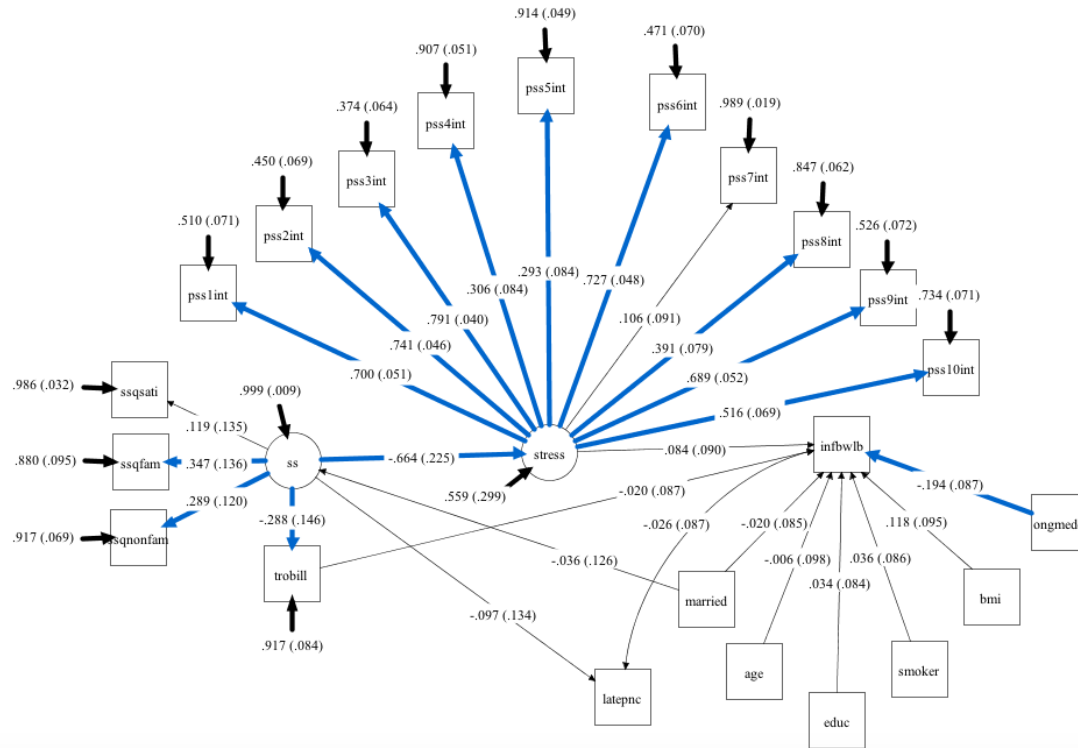 .914 (.049)
.471 (.070)
.907 (.051)
pss5int
pss6int
.989 (.019)
.374 (.064)
pss4int
.847 (.062)
.450 (.069)
pss3int
pss7int
.510 (.071)
pss2int
pss8int
.526 (.072)
pss1int
pss9int
.734 (.071)
.293 (.084)
.727 (.048)
.306 (.084)
.791 (.040)
.106 (.091)
.741 (.046)
.391 (.079)
.700 (.051)
.689 (.052)
pss10int
.516 (.069)
.986 (.032)
ssqsati
.999 (.009)
.119 (.135)
.880 (.095)
ssqfam
.347 (.136)
ss
-.664 (.225)
stress
.084 (.090)
infbwlb
.289 (.120)
.559 (.299)
-.020 (.087)
-.194 (.087)
.917 (.069)
ssqnonfam
-.288 (.146)
-.026 (.087)
-.020 (.085)
.118 (.095)
ongmedc
-.036 (.126)
-.006 (.098)
.036 (.086)
trobill
.034 (.084)
married
bmi
-.097 (.134)
.917 (.084)
age
smoker
latepnc
educ